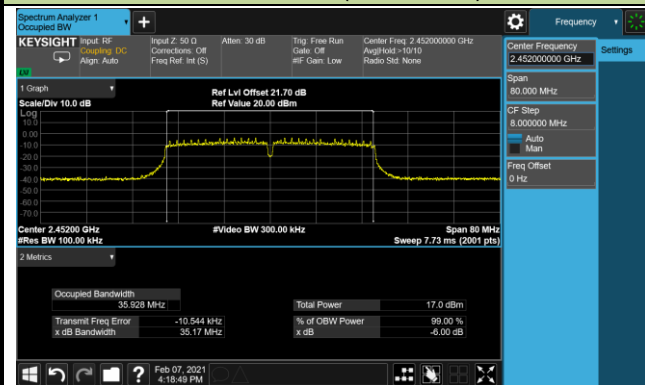 Spectrum Analyzer 1
Occupied BW
Frequency
KEYSIGHT
Input: RF
Coupling: DC
Align: Auto
Input Z: 50 Ω
Corrections: Off
Freq Ref: Int (S)
Atten: 30 dB
Trig: Free Run
Gate: Off
#IF Gain: Low
Center Freq: 2.452000000 GHz
Avg|Hold:>10/10
Radio Std: None
Center Frequency
2.452000000 GHz
Settings
Span
80.000 MHz
CF Step
8.000000 MHz
Auto
Man
Freq Offset
0 Hz
1 Graph
Scale/Div 10.0 dB
Ref Lvl Offset 21.70 dB
Ref Value 20.00 dBm
Log
10.0
0.00
-10.0
-20.0
-30.0
-40.0
-50.0
-60.0
-70.0
Center 2.45200 GHz
#Res BW 100.00 kHz
#Video BW 300.00 kHz
Span 80 MHz
Sweep 7.73 ms (2001 pts)
2 Metrics
Occupied Bandwidth
35.928 MHz
Total Power 17.0 dBm
Transmit Freq Error -10.544 kHz
% of OBW Power 99.00 %
x dB Bandwidth 35.17 MHz
x dB -6.00 dB
Feb 07, 2021
4:18:49 PM